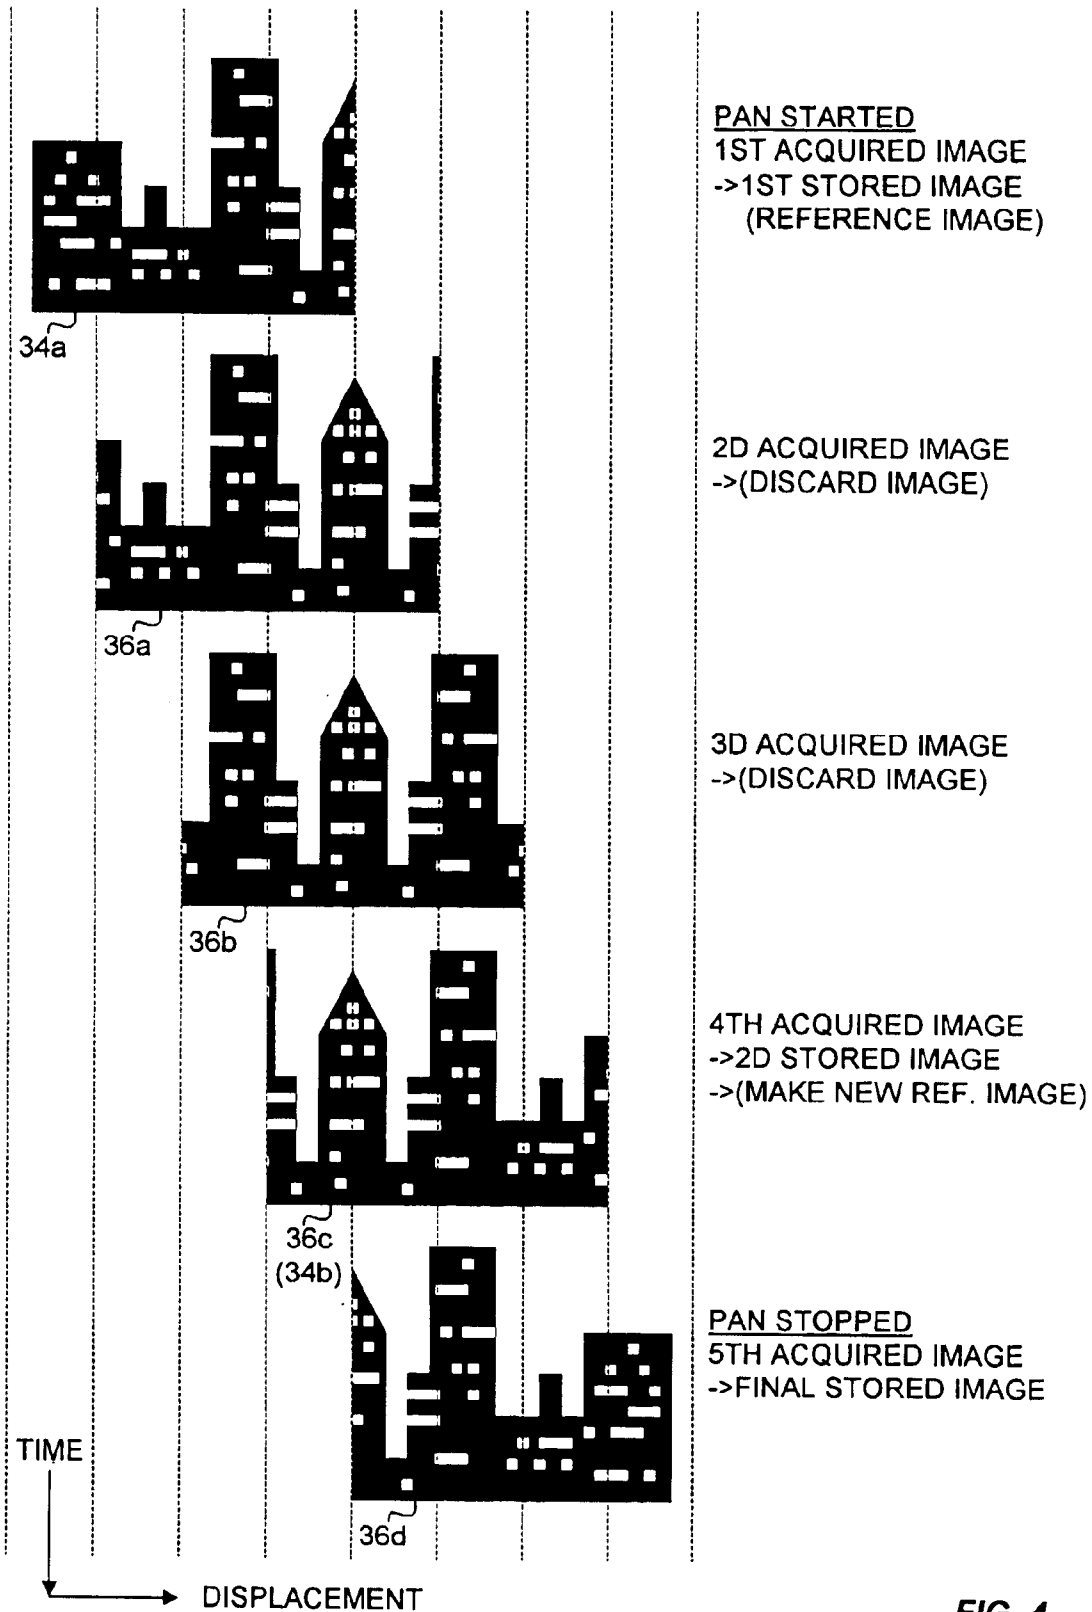 PAN STARTED
1ST ACQUIRED IMAGE
->1ST STORED IMAGE
(REFERENCE IMAGE)
34a
2D ACQUIRED IMAGE
->(DISCARD IMAGE)
36a
3D ACQUIRED IMAGE
->(DISCARD IMAGE)
36b
4TH ACQUIRED IMAGE
->2D STORED IMAGE
->(MAKE NEW REF. IMAGE)
36c
(34b)
PAN STOPPED
5TH ACQUIRED IMAGE
->FINAL STORED IMAGE
TIME
36d
DISPLACEMENT
FIG. 4